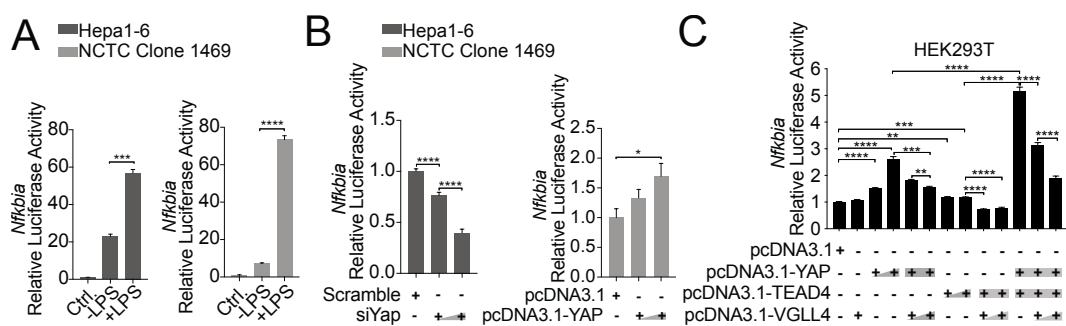 A
Hepa1-6
NCTC Clone 1469
Nfkbia
Relative Luciferase Activity
80
60
40
20
0
***
Ctrl.
-LPS
+LPS
Nfkbia
Relative Luciferase Activity
80
60
40
20
0
****
Ctrl.
-LPS
+LPS
B
Hepa1-6
NCTC Clone 1469
Nfkbia
Relative Luciferase Activity
1.5
1.0
0.5
0.0
****
****
Scramble + - -
siYap - + +
Nfkbia
Relative Luciferase Activity
2.5
2.0
1.5
1.0
0.5
0.0
*
pcDNA3.1 + - -
pcDNA3.1-YAP - + +
C
HEK293T
Nfkbia
Relative Luciferase Activity
6
5
4
3
2
1
0
****
**** ****
***
**
**** *** ****
**** ** **** ****
pcDNA3.1 + - - - - - - - - - - - -
pcDNA3.1-YAP - - + + + + - - - - + + +
pcDNA3.1-TEAD4 - - - - - - + + + + + + +
pcDNA3.1-VGLL4 - + - - + + - - + + - + +